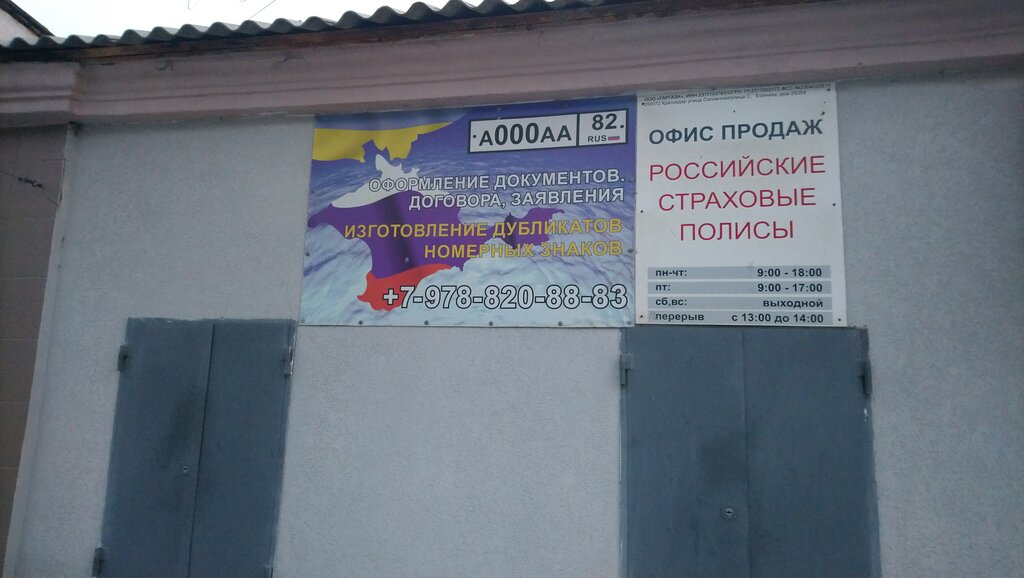 А000АА 82.
RUS
ОФОРМЛЕНИЕ ДОКУМЕНТОВ.
ДОГОВОРА, ЗАЯВЛЕНИЯ
ИЗГОТОВЛЕНИЕ ДУБЛИКАТОВ
НОМЕРНЫХ ЗНАКОВ
+7-978-820-88-83
ОФИС ПРОДАЖ
РОССИЙСКИЕ
СТРАХОВЫЕ
ПОЛИСЫ
пн-чт: 9:00 - 18:00
пт: 9:00 - 17:00
сб,вс: выходной
перерыв с 13:00 до 14:00